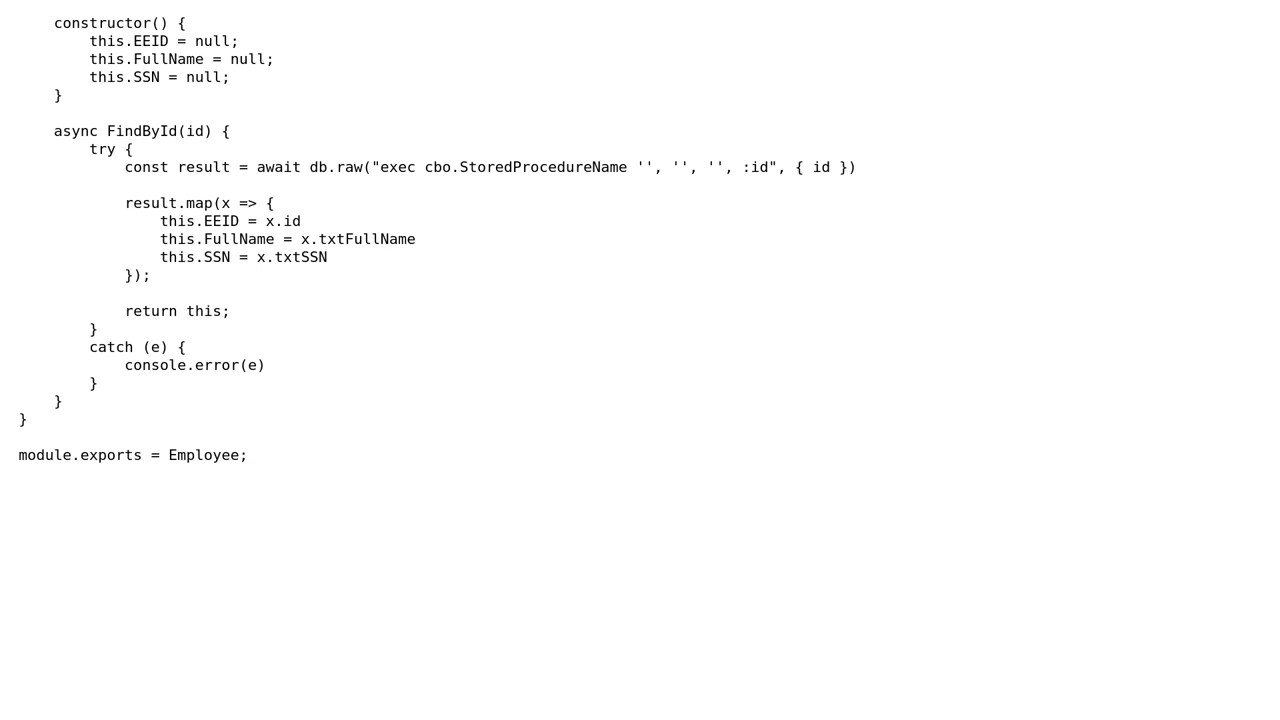 constructor() {
        this.EEID = null;
        this.FullName = null;
        this.SSN = null;
    }

    async FindById(id) {
        try {
            const result = await db.raw("exec cbo.StoredProcedureName '', '', '', :id", { id })

            result.map(x => {
                this.EEID = x.id
                this.FullName = x.txtFullName
                this.SSN = x.txtSSN
            });

            return this;
        }
        catch (e) {
            console.error(e)
        }
    }
}

module.exports = Employee;